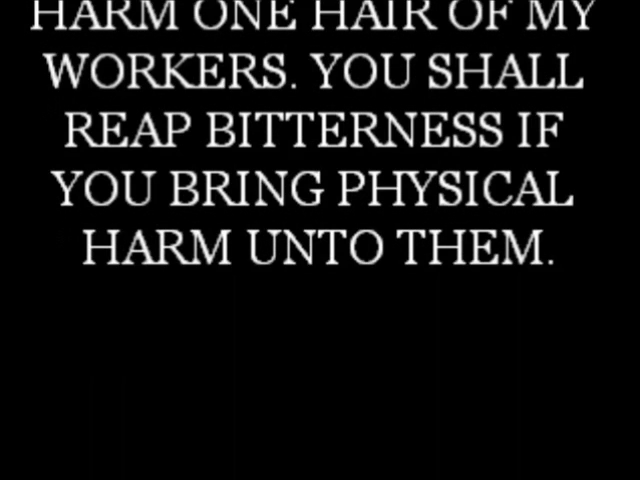 HARM ONE HAIR OF MY
WORKERS. YOU SHALL
REAP BITTERNESS IF
YOU BRING PHYSICAL
HARM UNTO THEM.